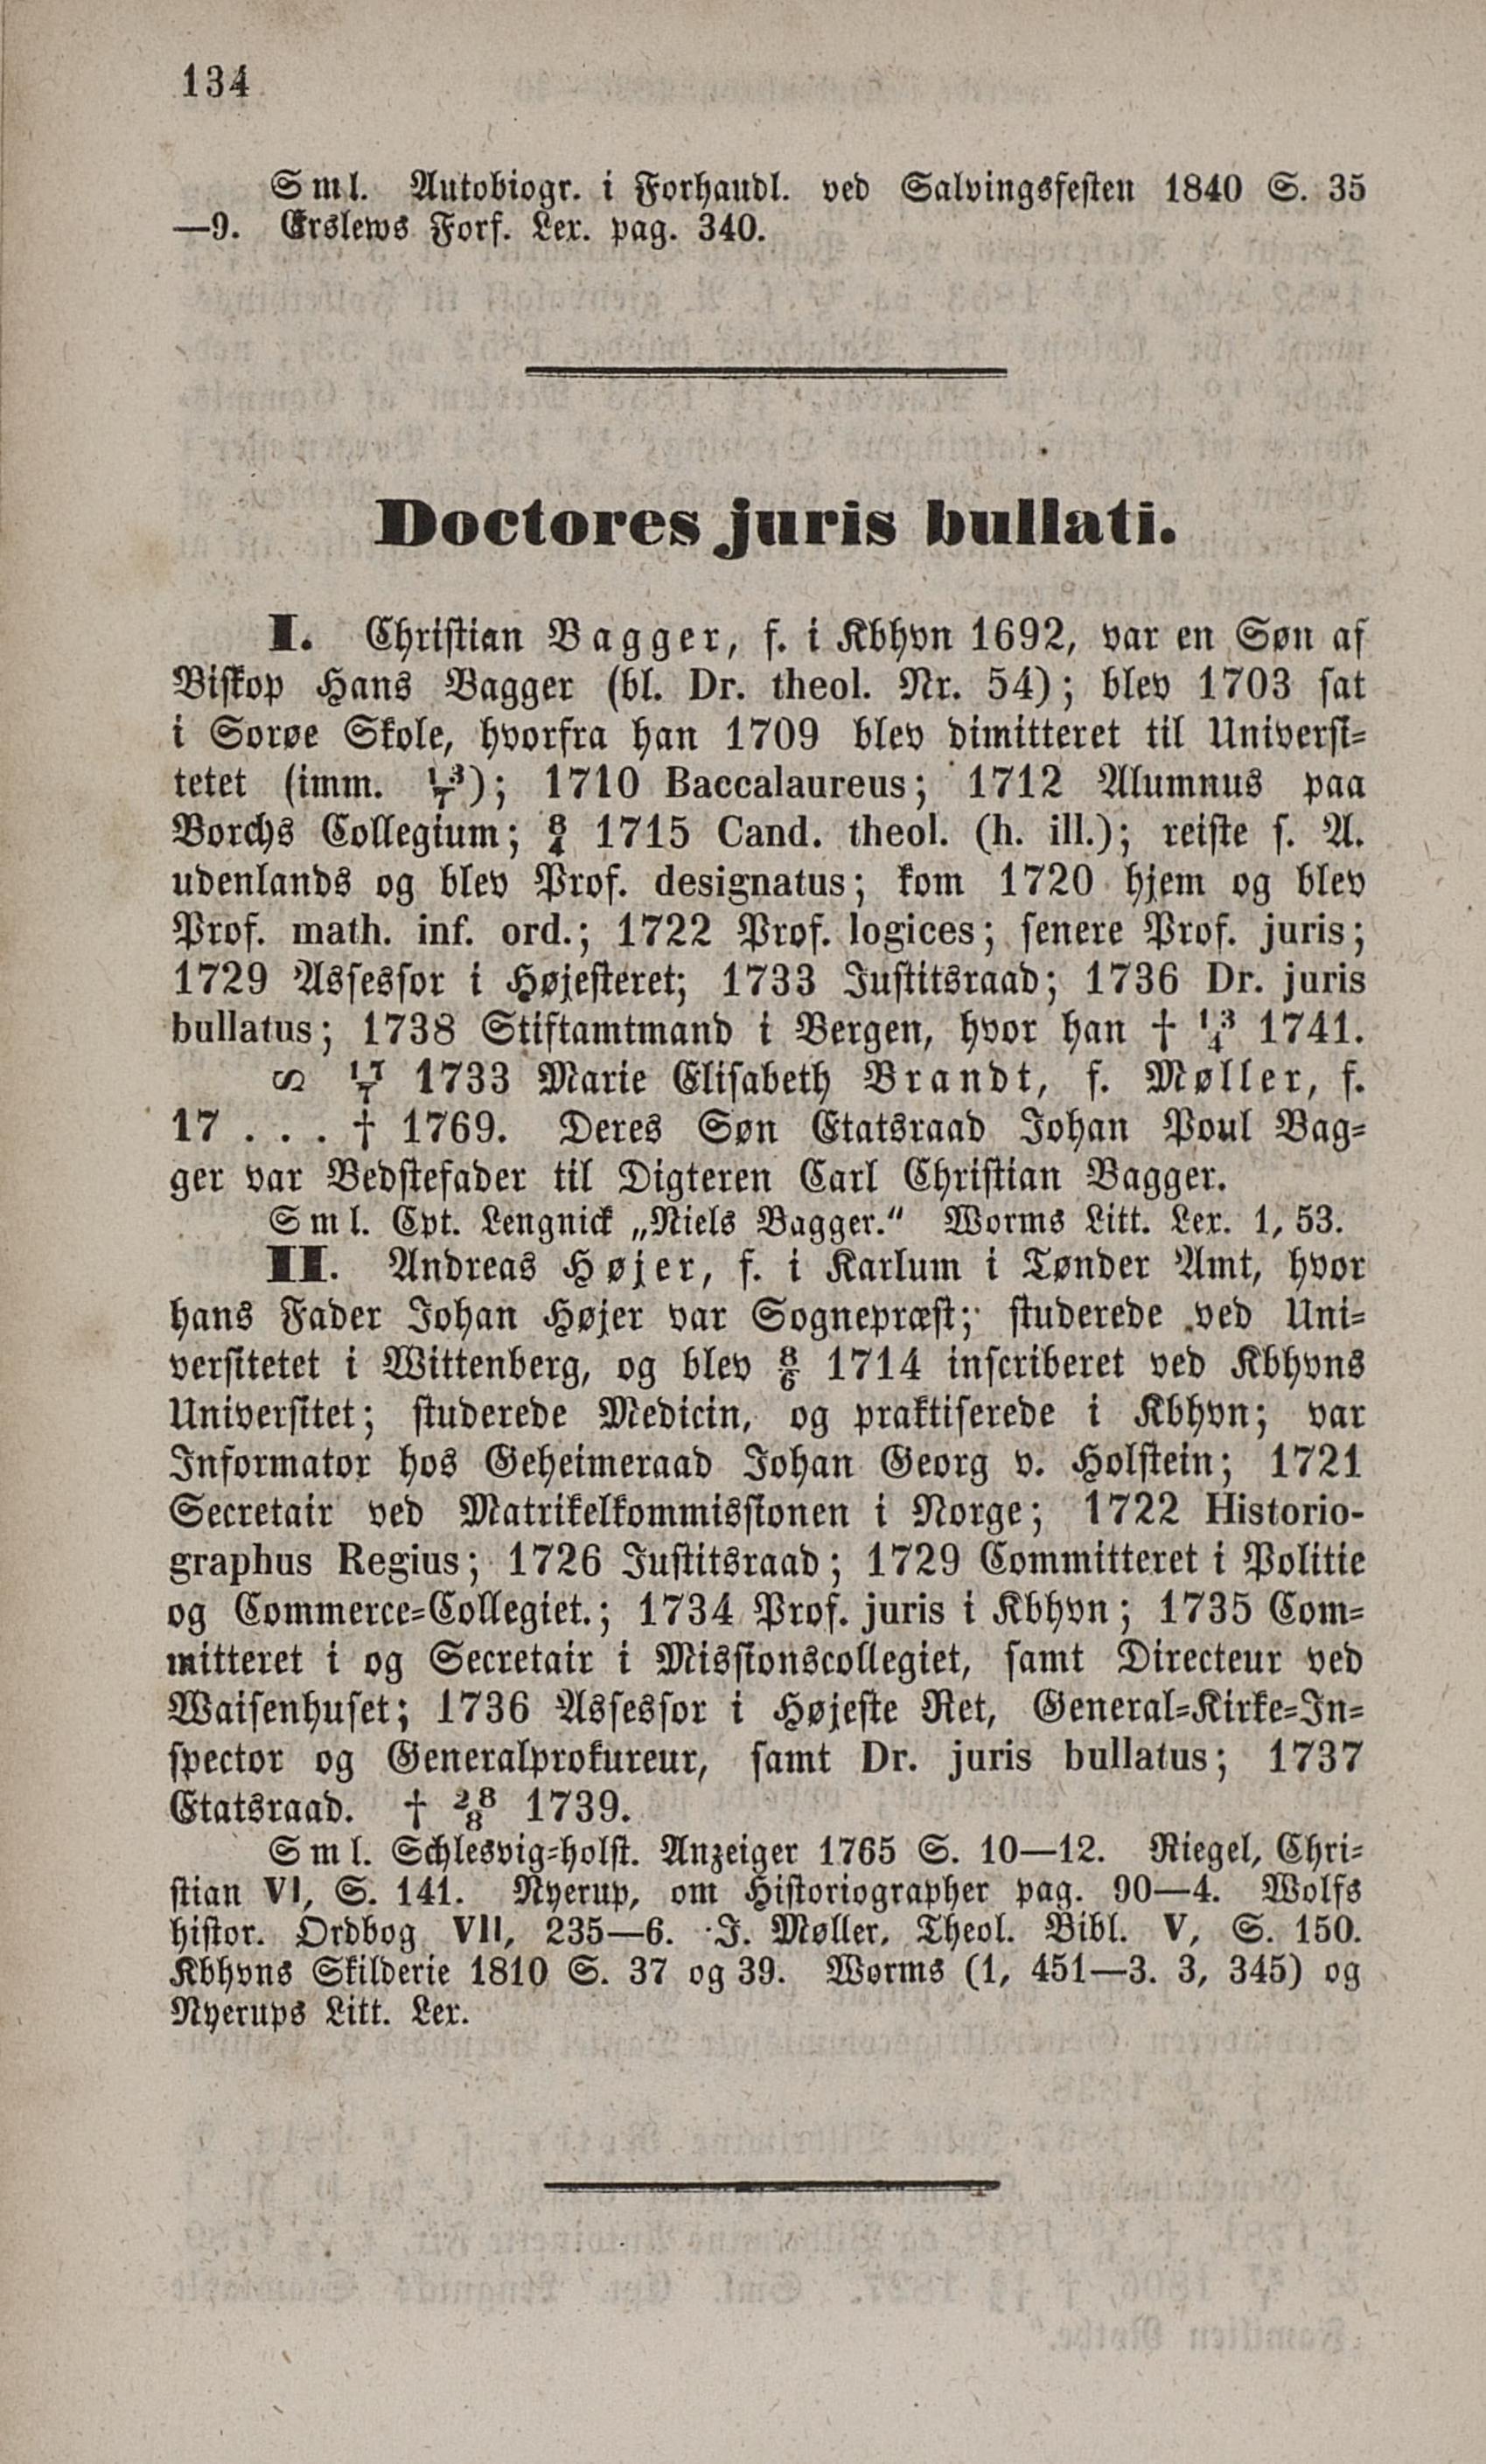 134
Sml. Autobiogr. i Forhandl. ved Salvingsfesten 1840 S. 35
—9. Erslews Forf. Lex. pag. 340.
Doctores juris bullati.
I. Christian Bagger, f. i Kbhvn 1692, var en Søn af
Biskop Hans Bagger (bl. Dr. theol. Nr. 54); blev 1703 sat
i Sorøe Skole, hvorfra han 1709 blev dimitteret til Universi-
tetet (imm. 13/7); 1710 Baccalaureus; 1712 Alumnus paa
Borchs Collegium; 8/4 1715 Cand. theol. (h. ill.); reiste s. A.
udenlands og blev Prof. designatus; kom 1720 hjem og blev
Prof. math. inf. ord.; 1722 Prof. logices; senere Prof. juris;
1729 Assessor i Højesteret; 1733 Justitsraad; 1736 Dr. juris
bullatus; 1738 Stiftamtmand i Bergen, hvor han † 13/4 1741.
∞ 17/7 1733 Marie Elisabeth Brandt, f. Møller, f.
17 . . . † 1769. Deres Søn Etatsraad Johan Poul Bag-
ger var Bedstefader til Digteren Carl Christian Bagger.
Sml. Cpt. Lengnick „Niels Bagger.“ Worms Litt. Lex. 1, 53.
II. Andreas Højer, f. i Karlum i Tønder Amt, hvor
hans Fader Johan Højer var Sognepræst; studerede ved Uni-
versitetet i Wittenberg, og blev 8/6 1714 inscriberet ved Kbhvns
Universitet; studerede Medicin, og praktiserede i Kbhvn; var
Informator hos Geheimeraad Johan Georg v. Holstein; 1721
Secretair ved Matrikelkommissionen i Norge; 1722 Historio-
graphus Regius; 1726 Justitsraad; 1729 Committeret i Politie
og Commerce-Collegiet.; 1734 Prof. juris i Kbhvn; 1735 Com-
mitteret i og Secretair i Missionscollegiet, samt Directeur ved
Waisenhuset; 1736 Assessor i Højeste Ret, General-Kirke-In-
spector og Generalprokureur, samt Dr. juris bullatus; 1737
Etatsraad. † 28/8 1739.
Sml. Schlesvig-holst. Anzeiger 1765 S. 10—12. Riegel, Chri-
stian VI, S. 141. Nyerup, om Historiographer pag. 90—4. Wolfs
histor. Ordbog VII, 235—6. J. Møller, Theol. Bibl. V, S. 150.
Kbhvns Skilderie 1810 S. 37 og 39. Worms (1, 451—3. 3, 345) og
Nyerups Litt. Lex.